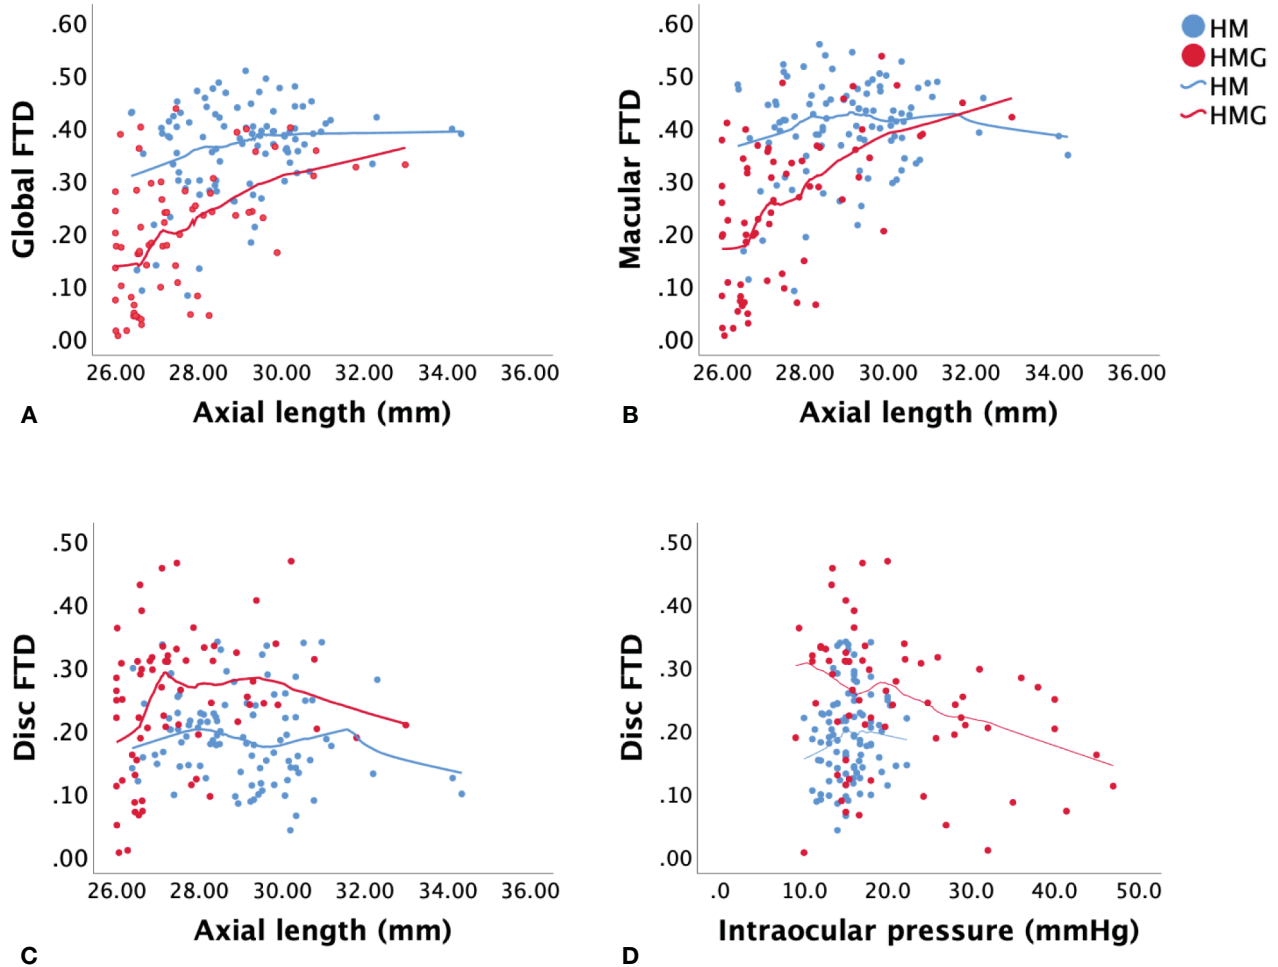 .60
.50
.40
.30
.20
.10
.00
Global FTD
26.00 28.00 30.00 32.00 34.00 36.00
Axial length (mm)
A
.60
.50
.40
.30
.20
.10
.00
Macular FTD
26.00 28.00 30.00 32.00 34.00 36.00
Axial length (mm)
B
HM
HMG
HM
HMG
.50
.40
.30
.20
.10
.00
Disc FTD
26.00 28.00 30.00 32.00 34.00 36.00
Axial length (mm)
C
.50
.40
.30
.20
.10
.00
Disc FTD
.0 10.0 20.0 30.0 40.0 50.0
Intraocular pressure (mmHg)
D